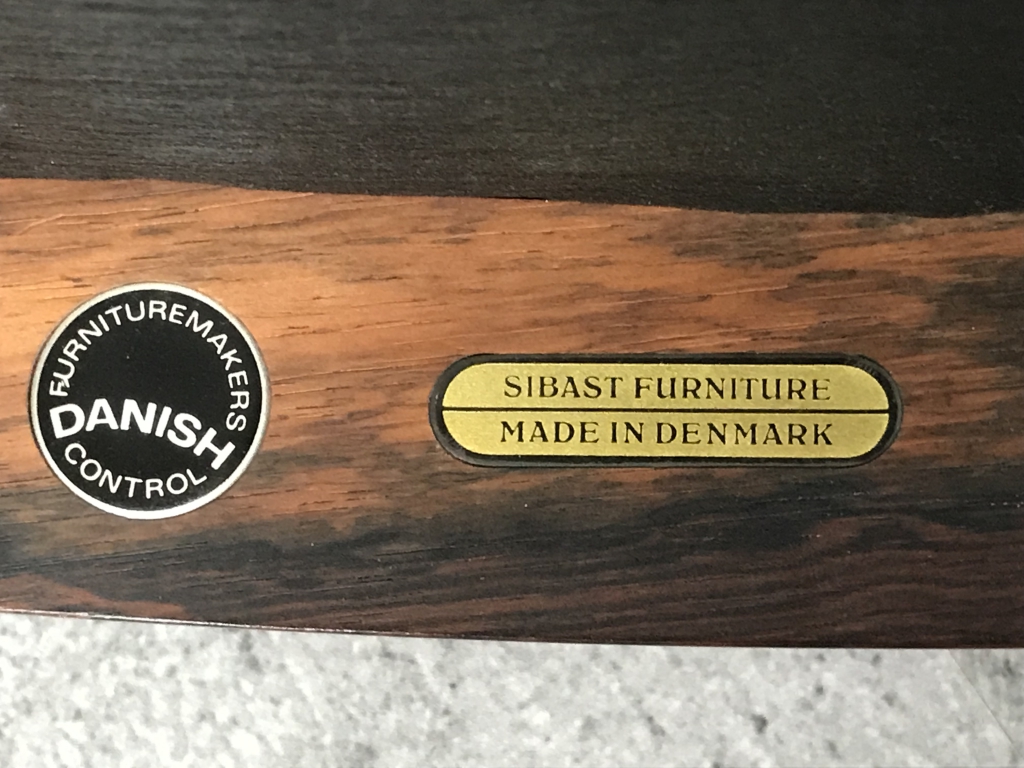 FURNITUREMAKERS
DANISH
CONTROL
SIBAST FURNITURE
MADE IN DENMARK